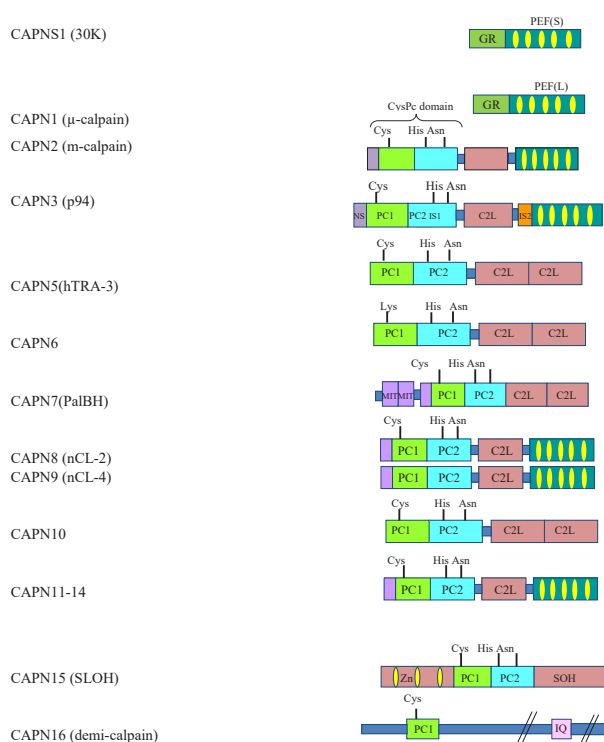 PEF(S)
CAPNS1 (30K)
GR
PEF(L)
GR
CysPc domain
CAPN1 (µ-calpain)
Cys His Asn
CAPN2 (m-calpain)
Cys His Asn
CAPN3 (p94)
NS PC1 PC2 IS1 C2L IS2
Cys His Asn
PC1 PC2 C2L C2L
CAPN5(hTRA-3)
Lys His Asn
PC1 PC2 C2L C2L
CAPN6
Cys His Asn
MIT MIT PC1 PC2 C2L C2L
CAPN7(PalBH)
Cys His Asn
CAPN8 (nCL-2)
PC1 PC2 C2L
CAPN9 (nCL-4)
PC1 PC2 C2L
Cys His Asn
CAPN10
PC1 PC2 C2L C2L
Cys His Asn
CAPN11-14
PC1 PC2 C2L
Cys His Asn
CAPN15 (SLOH)
Zn PC1 PC2 SOH
Cys
CAPN16 (demi-calpain)
PC1 IQ